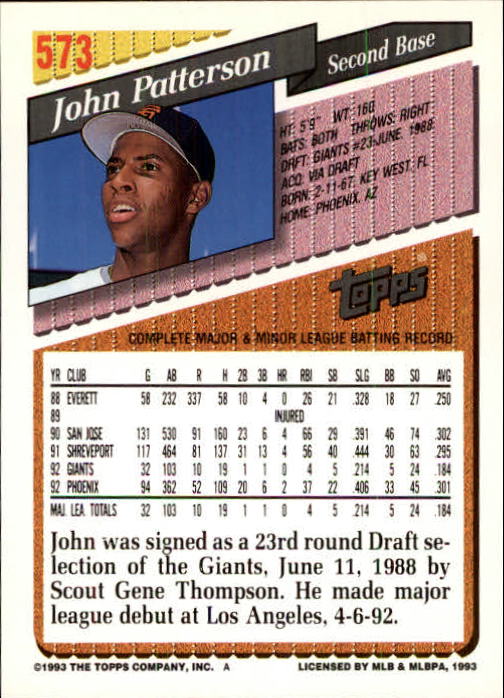 573
John Patterson
Second Base
HT: 5'9" WT: 160
BATS: BOTH THROWS: RIGHT
DRFT: GIANTS #23-JUNE, 1988
ACQ: VIA DRAFT
BORN: 2-11-67, KEY WEST, FL
HOME: PHOENIX, AZ
Topps
COMPLETE MAJOR & MINOR LEAGUE BATTING RECORD
YR CLUB G AB R H 2B 3B HR RBI SB SLG BB SO AVG
88 EVERETT 58 232 337 58 10 4 0 26 21 .328 18 27 .250
89 INJURED
90 SAN JOSE 131 530 91 160 23 6 4 66 29 .391 46 74 .302
91 SHREVEPORT 117 464 81 137 31 13 4 56 40 .444 30 63 .295
92 GIANTS 32 103 10 19 1 1 0 4 5 .214 5 24 .184
92 PHOENIX 94 362 52 109 20 6 2 37 22 .406 33 45 .301
MAJ. LEA. TOTALS 32 103 10 19 1 1 0 4 5 .214 5 24 .184
John was signed as a 23rd round Draft se-
lection of the Giants, June 11, 1988 by
Scout Gene Thompson. He made major
league debut at Los Angeles, 4-6-92.
©1993 THE TOPPS COMPANY, INC. A
LICENSED BY MLB & MLBPA, 1993